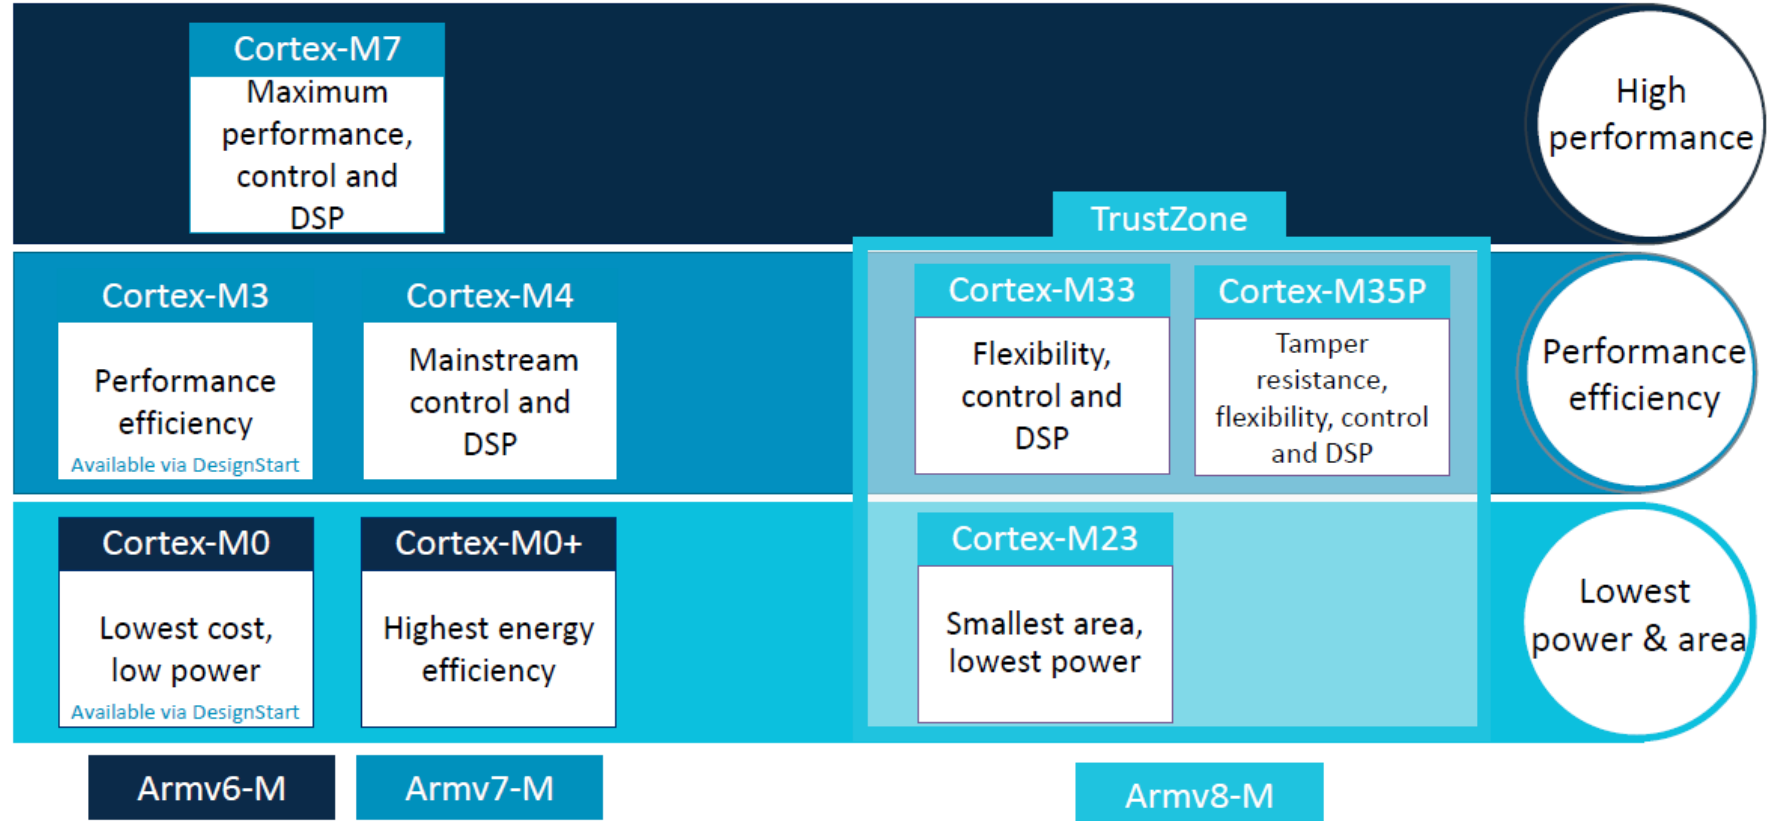 Cortex-M7
Maximum
performance,
control and
DSP
High
performance
TrustZone
Cortex-M3
Performance
efficiency
Available via DesignStart
Cortex-M4
Mainstream
control and
DSP
Cortex-M33
Flexibility,
control and
DSP
Cortex-M35P
Tamper
resistance,
flexibility, control
and DSP
Performance
efficiency
Cortex-M0
Lowest cost,
low power
Available via DesignStart
Cortex-M0+
Highest energy
efficiency
Cortex-M23
Smallest area,
lowest power
Lowest
power & area
Armv6-M
Armv7-M
Armv8-M